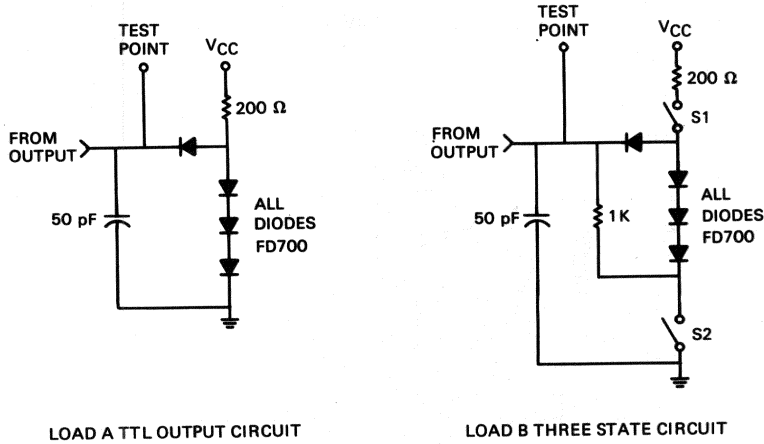 TEST
POINT
VCC
200 Ω
FROM
OUTPUT
50 pF
ALL
DIODES
FD700
LOAD A TTL OUTPUT CIRCUIT
TEST
POINT
VCC
200 Ω
S1
FROM
OUTPUT
50 pF
1K
ALL
DIODES
FD700
S2
LOAD B THREE STATE CIRCUIT